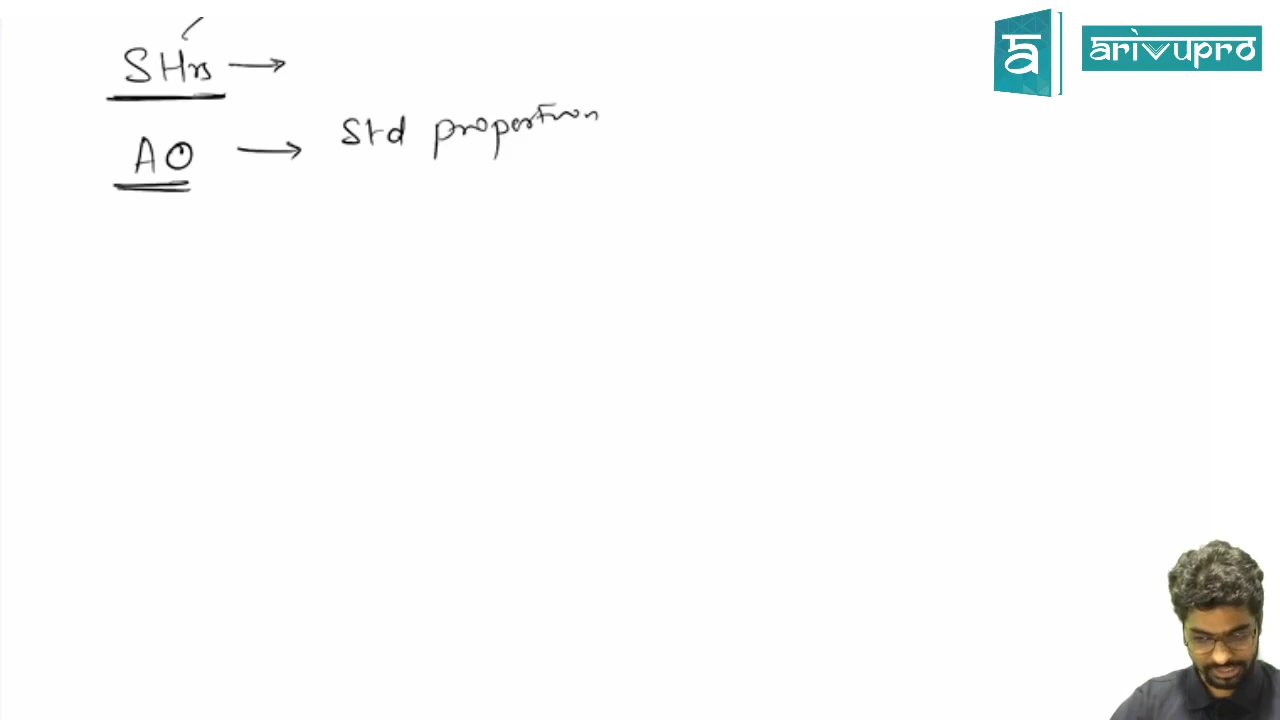 SHrs →
AO → Std proportion
ā
arivupro